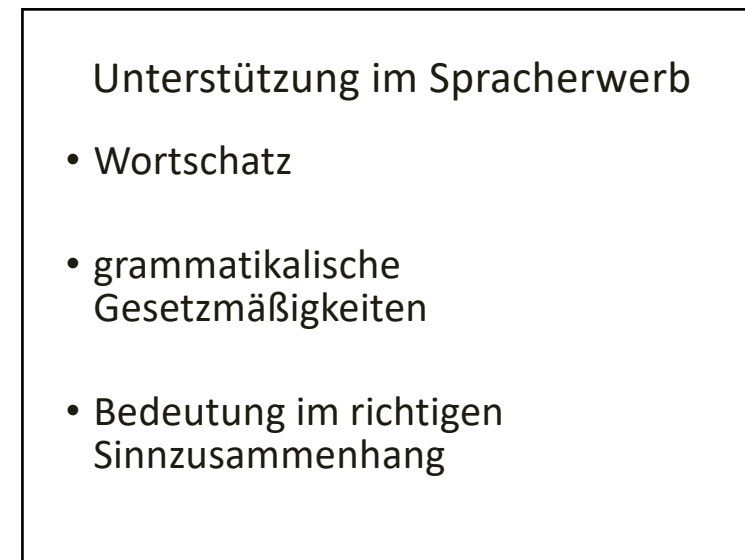 Unterstützung im Spracherwerb
• Wortschatz
• grammatikalische
Gesetzmäßigkeiten
• Bedeutung im richtigen
Sinnzusammenhang